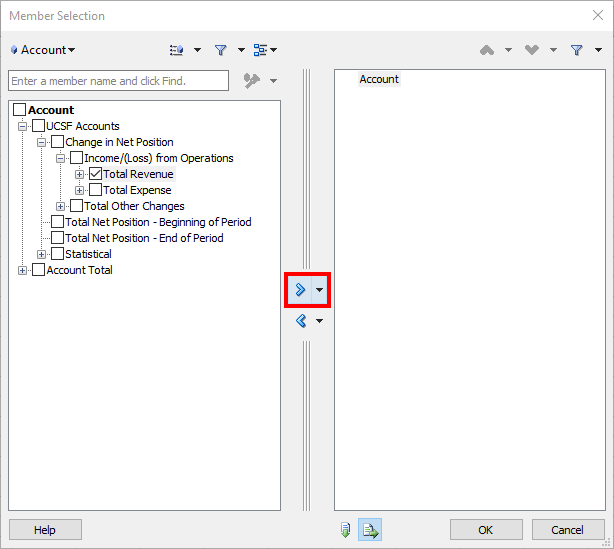 Member Selection
Account
Enter a member name and click Find.
Account
UCSF Accounts
Change in Net Position
Income/(Loss) from Operations
Total Revenue
Total Expense
Total Other Changes
Total Net Position - Beginning of Period
Total Net Position - End of Period
Statistical
Account Total
Account
Help
OK
Cancel